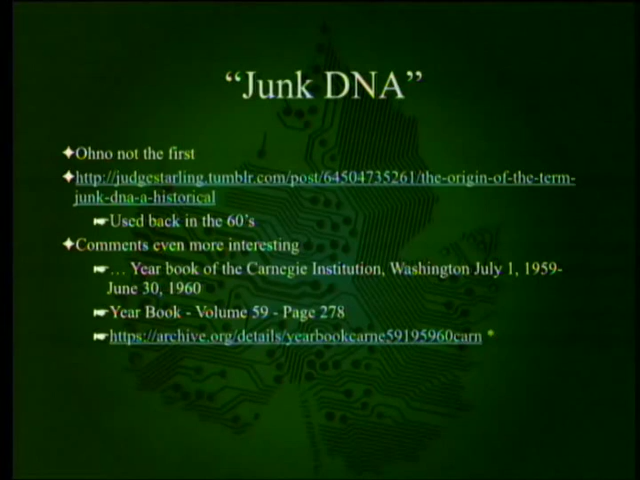 “Junk DNA”
Ohno not the first
http://judgestarling.tumblr.com/post/64504735261/the-origin-of-the-term-
junk-dna-a-historical
Used back in the 60’s
Comments even more interesting
… Year book of the Carnegie Institution, Washington July 1, 1959-
June 30, 1960
Year Book - Volume 59 - Page 278
https://archive.org/details/yearbookcarne59195960carn *